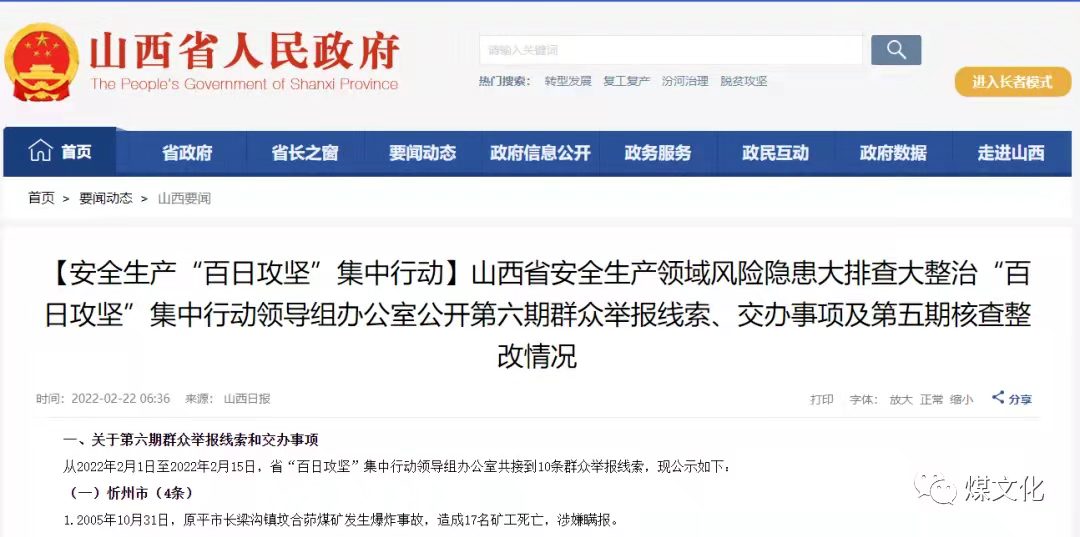 山西省人民政府
The People's Government of Shanxi Province
请输入关键词
热门搜索： 转型发展 复工复产 汾河治理 脱贫攻坚
进入长者模式
首页 省政府 省长之窗 要闻动态 政府信息公开 政务服务 政民互动 政府数据 走进山西
首页 > 要闻动态 > 山西要闻
【安全生产“百日攻坚”集中行动】山西省安全生产领域风险隐患大排查大整治“百
日攻坚”集中行动领导组办公室公开第六期群众举报线索、交办事项及第五期核查整
改情况
时间：2022-02-22 06:36 来源： 山西日报 打印 字体： 放大 正常 缩小 分享
一、关于第六期群众举报线索和交办事项
从2022年2月1日至2022年2月15日，省“百日攻坚”集中行动领导组办公室共接到10条群众举报线索，现公示如下：
（一）忻州市（4条）
1.2005年10月31日，原平市长梁沟镇坟合茆煤矿发生爆炸事故，造成17名矿工死亡，涉嫌瞒报。
煤文化